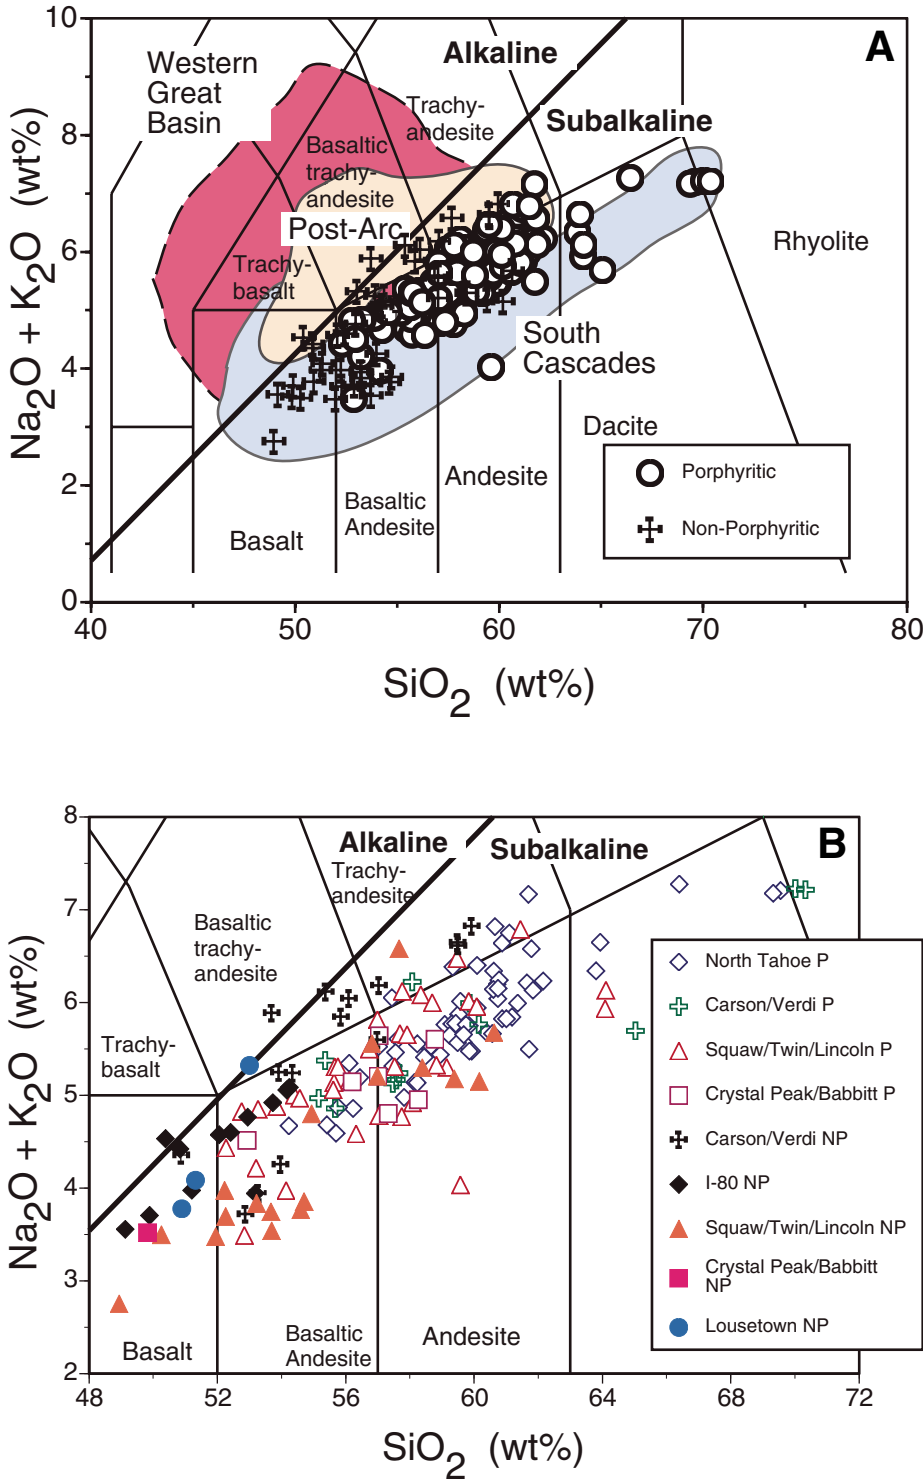 A
Western
Great
Basin
Alkaline
Subalkaline
Trachy-
andesite
Basaltic
trachy-
andesite
Post-Arc
Trachy-
basalt
Rhyolite
South
Cascades
Dacite
Andesite
Basaltic
Andesite
Basalt
Porphyritic
Non-Porphyritic
10
8
6
4
2
0
40
50
60
70
80
Na2O + K2O (wt%)
SiO2 (wt%)
B
Alkaline
Subalkaline
Trachy-
andesite
Basaltic
trachy-
andesite
Trachy-
basalt
Basalt
Basaltic
Andesite
Andesite
North Tahoe P
Carson/Verdi P
Squaw/Twin/Lincoln P
Crystal Peak/Babbitt P
Carson/Verdi NP
I-80 NP
Squaw/Twin/Lincoln NP
Crystal Peak/Babbitt
NP
Lousetown NP
8
7
6
5
4
3
2
48
52
56
60
64
68
72
Na2O + K2O (wt%)
SiO2 (wt%)